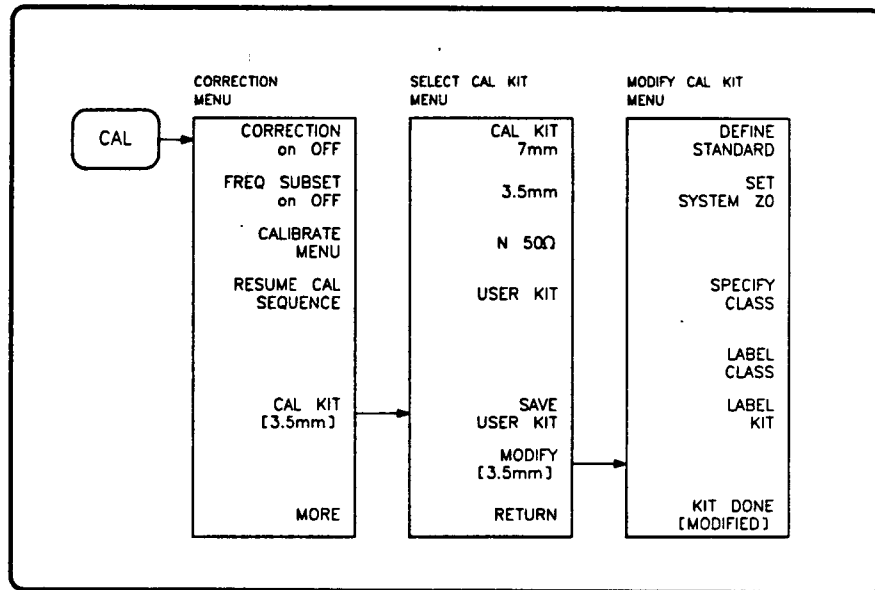 CAL
CORRECTION
MENU
CORRECTION
on OFF
FREQ SUBSET
on OFF
CALIBRATE
MENU
RESUME CAL
SEQUENCE
CAL KIT
[3.5mm]
MORE
SELECT CAL KIT
MENU
CAL KIT
7mm
3.5mm
N 50Ω
USER KIT
SAVE
USER KIT
MODIFY
[3.5mm]
RETURN
MODIFY CAL KIT
MENU
DEFINE
STANDARD
SET
SYSTEM Z0
SPECIFY
CLASS
LABEL
CLASS
LABEL
KIT
KIT DONE
[MODIFIED]